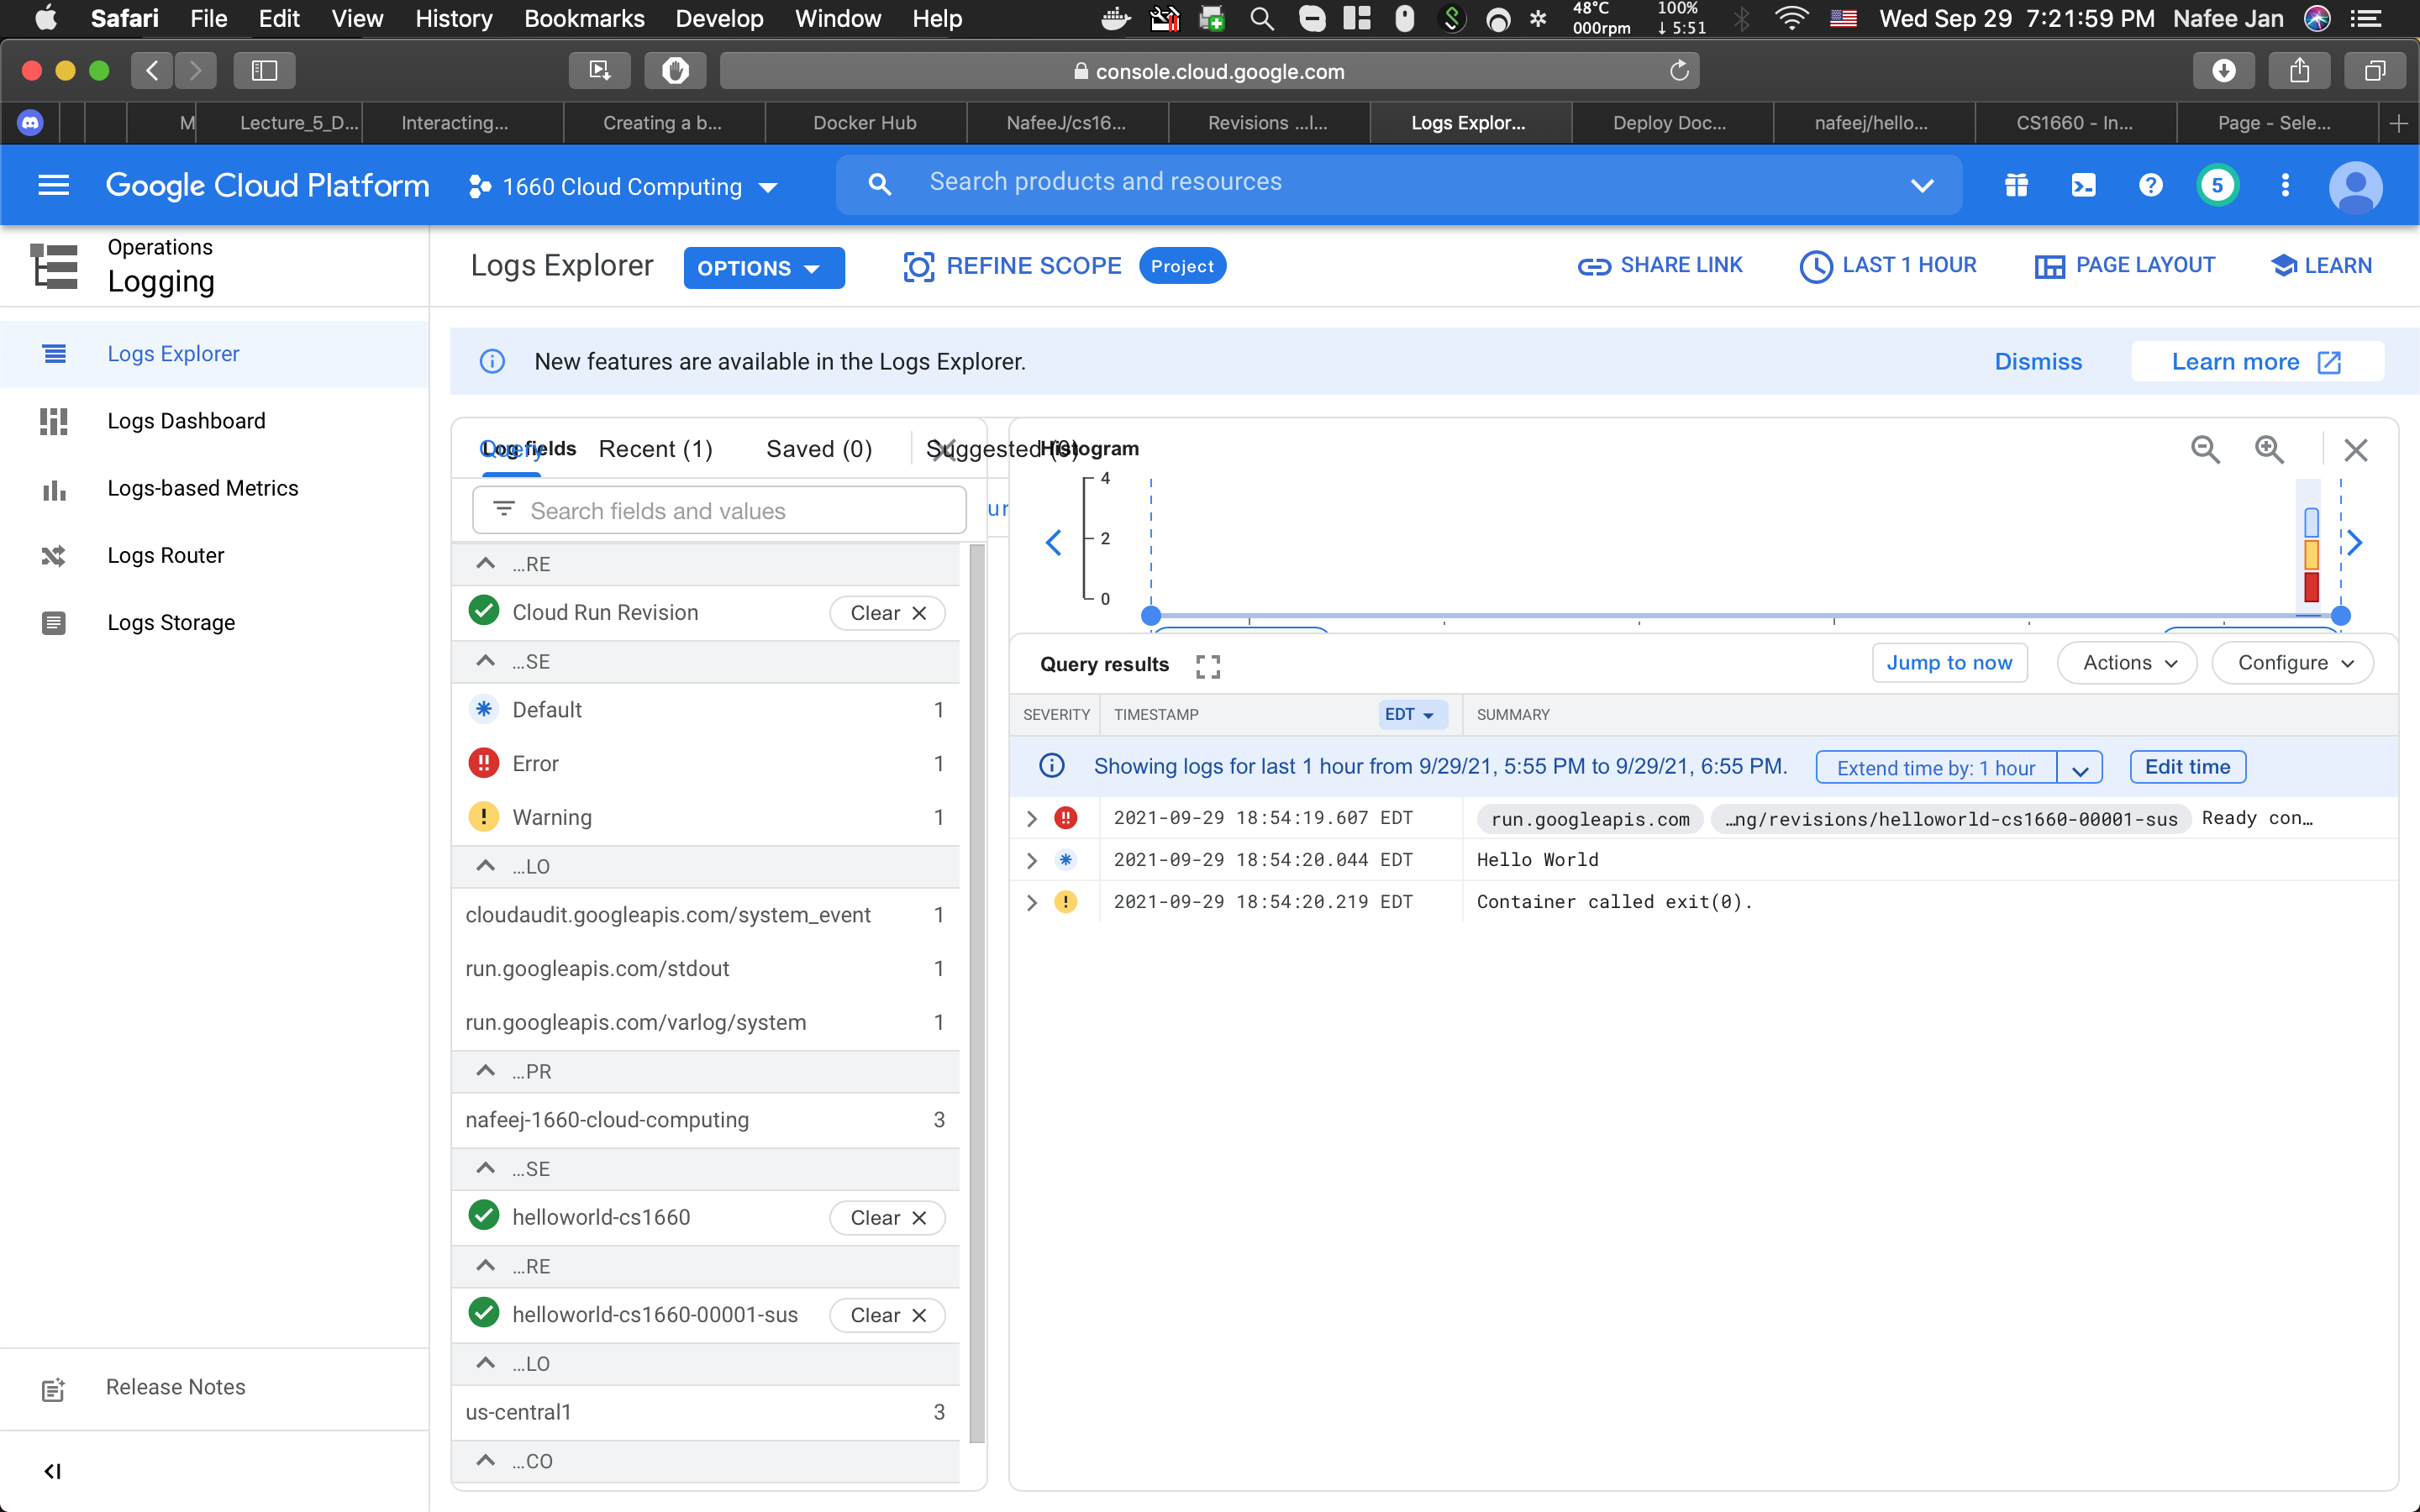 Safari File Edit View History Bookmarks Develop Window Help 48°C 000rpm 100% ↓ 5:51 Wed Sep 29 7:21:59 PM Nafee Jan
console.cloud.google.com
M Lecture_5_D... Interacting... Creating a b... Docker Hub NafeeJ/cs16... Revisions ...l... Logs Explor... Deploy Doc... nafeej/hello... CS1660 - In... Page - Sele...
Google Cloud Platform 1660 Cloud Computing Search products and resources 5
Operations
Logging
Logs Explorer OPTIONS REFINE SCOPE Project SHARE LINK LAST 1 HOUR PAGE LAYOUT LEARN
Logs Explorer
Logs Dashboard
Logs-based Metrics
Logs Router
Logs Storage
Release Notes
New features are available in the Logs Explorer. Dismiss Learn more
Query Log fields Recent (1) Saved (0) Suggested (0) Histogram
Search fields and values
ur
4
2
0
...RE
Cloud Run Revision Clear
...SE
Default 1
Error 1
Warning 1
...LO
cloudaudit.googleapis.com/system_event 1
run.googleapis.com/stdout 1
run.googleapis.com/varlog/system 1
...PR
nafeej-1660-cloud-computing 3
...SE
helloworld-cs1660 Clear
...RE
helloworld-cs1660-00001-sus Clear
...LO
us-central1 3
...CO
Query results Jump to now Actions Configure
SEVERITY TIMESTAMP EDT SUMMARY
Showing logs for last 1 hour from 9/29/21, 5:55 PM to 9/29/21, 6:55 PM. Extend time by: 1 hour Edit time
2021-09-29 18:54:19.607 EDT run.googleapis.com …ng/revisions/helloworld-cs1660-00001-sus Ready con…
2021-09-29 18:54:20.044 EDT Hello World
2021-09-29 18:54:20.219 EDT Container called exit(0).